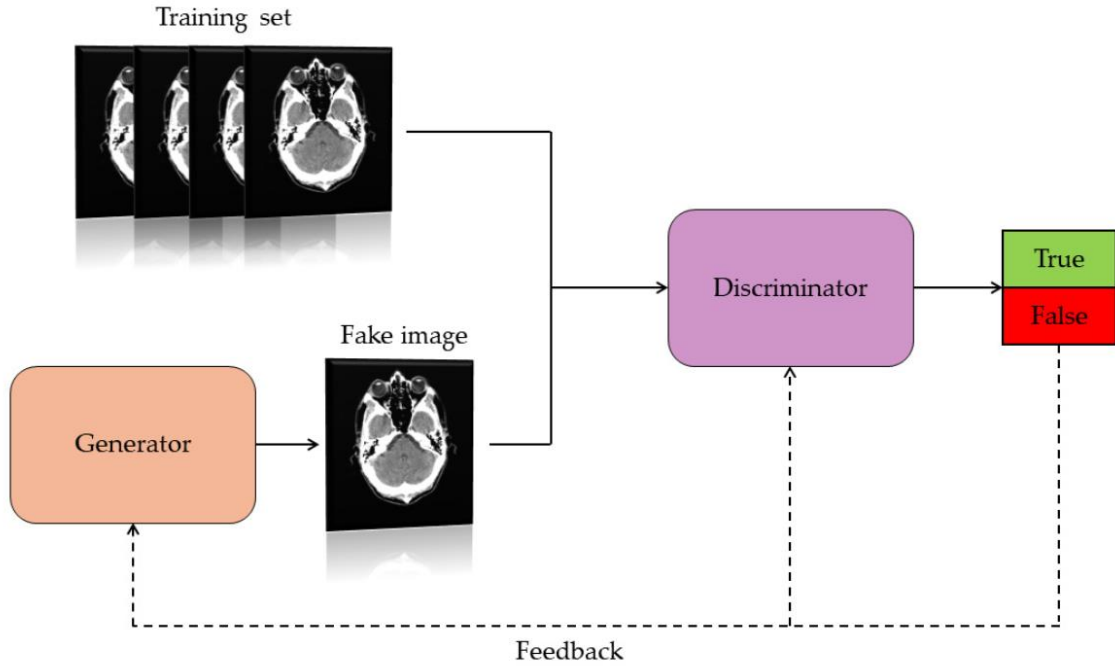 Training set
Fake image
Generator
Discriminator
True
False
Feedback